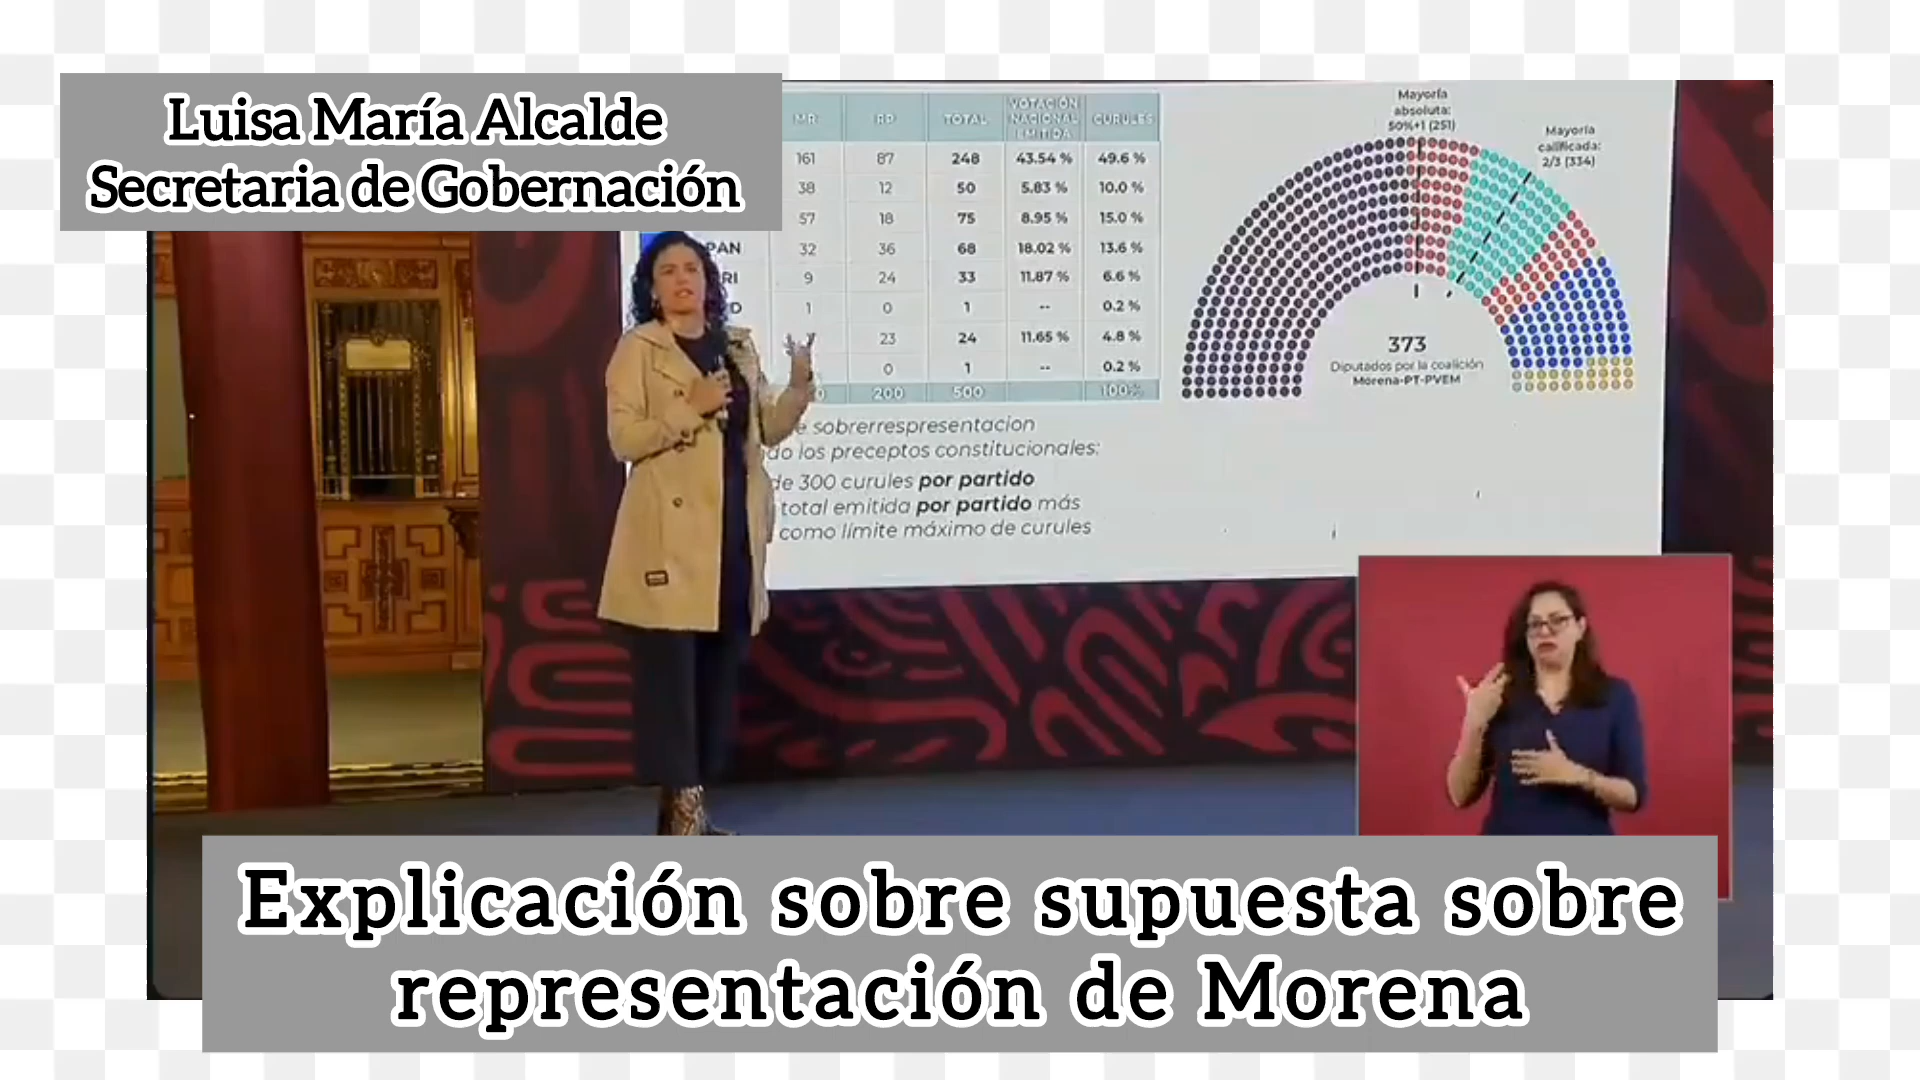 Luisa María Alcalde
Secretaria de Gobernación
MR RP TOTAL VOTACIÓN NACIONAL EMITIDA CURULES
161 87 248 43.54 % 49.6 %
38 12 50 5.83 % 10.0 %
57 18 75 8.95 % 15.0 %
PAN 32 36 68 18.02 % 13.6 %
RI 9 24 33 11.87 % 6.6 %
D 1 0 1 -- 0.2 %
23 24 11.65 % 4.8 %
0 1 -- 0.2 %
0 200 500 100%
e sobrerrespresentacion
do los preceptos constitucionales:
de 300 curules por partido
total emitida por partido más
como límite máximo de curules
Mayoría
absoluta:
50%+1 (251)
Mayoría
calificada:
2/3 (334)
373
Diputados por la coalición
Morena-PT-PVEM
Explicación sobre supuesta sobre
representación de Morena